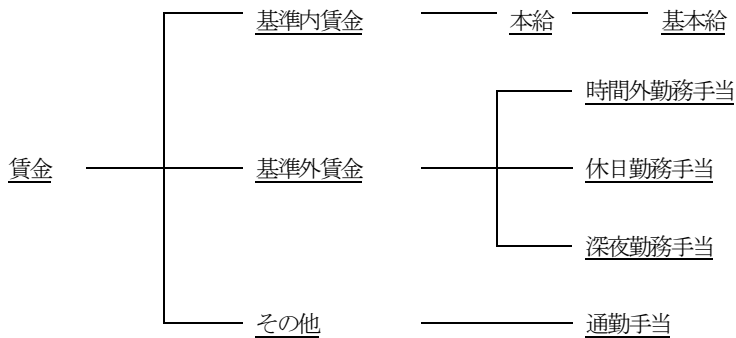 基準内賃金 本給 基本給
時間外勤務手当
賃金 基準外賃金 休日勤務手当
深夜勤務手当
その他 通勤手当